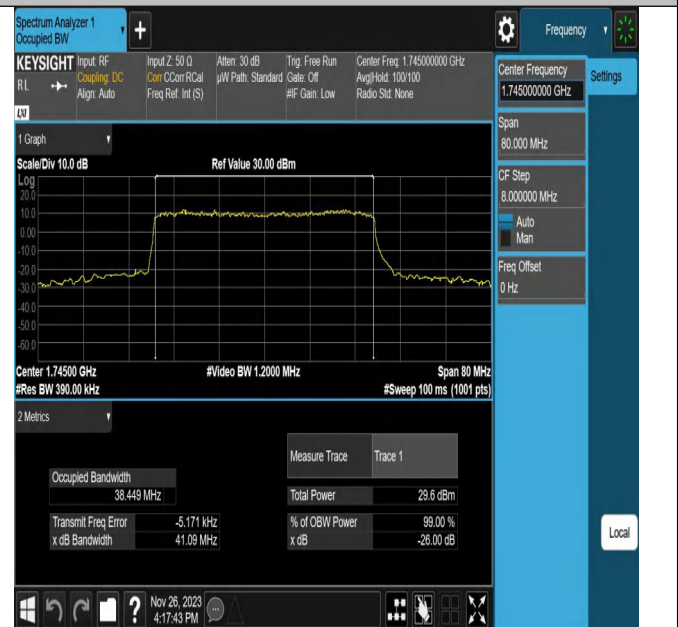 Spectrum Analyzer 1
Occupied BW
+
Frequency
KEYSIGHT Input: RF Input Z: 50 Ω Atten: 30 dB Trig: Free Run Center Freq: 1.745000000 GHz
RL Coupling: DC Corr CCorr RCal µW Path: Standard Gate: Off Avg|Hold: 100/100
Align: Auto Freq Ref: Int (S) #IF Gain: Low Radio Std: None
LXI
Center Frequency
1.745000000 GHz
Settings
Span
80.000 MHz
CF Step
8.000000 MHz
Auto
Man
Freq Offset
0 Hz
1 Graph
Scale/Div 10.0 dB Ref Value 30.00 dBm
Log
20.0
10.0
0.00
-10.0
-20.0
-30.0
-40.0
-50.0
-60.0
Center 1.74500 GHz #Video BW 1.2000 MHz Span 80 MHz
#Res BW 390.00 kHz #Sweep 100 ms (1001 pts)
2 Metrics
Measure Trace Trace 1
Occupied Bandwidth
38.449 MHz
Total Power 29.6 dBm
Transmit Freq Error -5.171 kHz % of OBW Power 99.00 %
x dB Bandwidth 41.09 MHz x dB -26.00 dB
Local
? Nov 26, 2023
4:17:43 PM